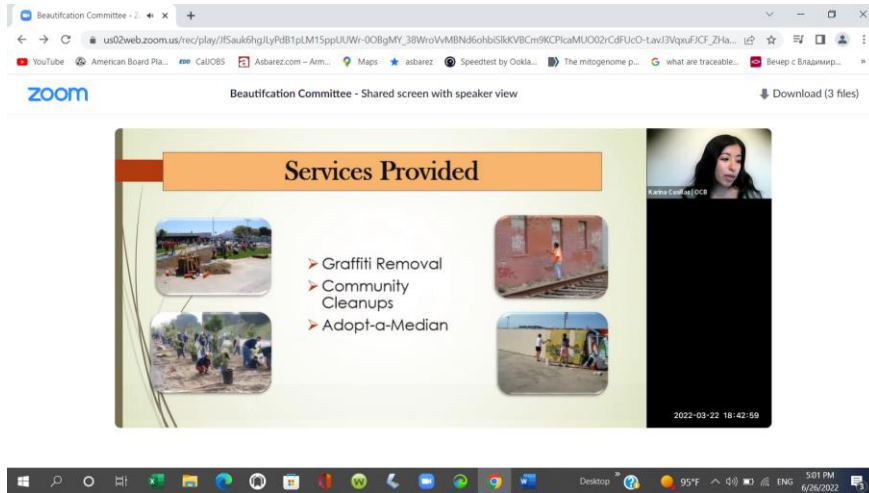 Beautifcation Committee - Z
us02web.zoom.us/rec/play/
YouTube
American Board Pla...
CalJOBS
Asbarez.com – Arm...
Maps
asbarez
Speedtest by Ookla...
The mitogenome p...
what are traceable...
Вечер с Владимир...
zoom
Beautifcation Committee - Shared screen with speaker view
Download (3 files)
Services Provided
Graffiti Removal
Community
Cleanups
Adopt-a-Median
Karina Casillas | OCB
2022-03-22 18:42:59
Desktop
95°F
ENG
5:01 PM
6/26/2022